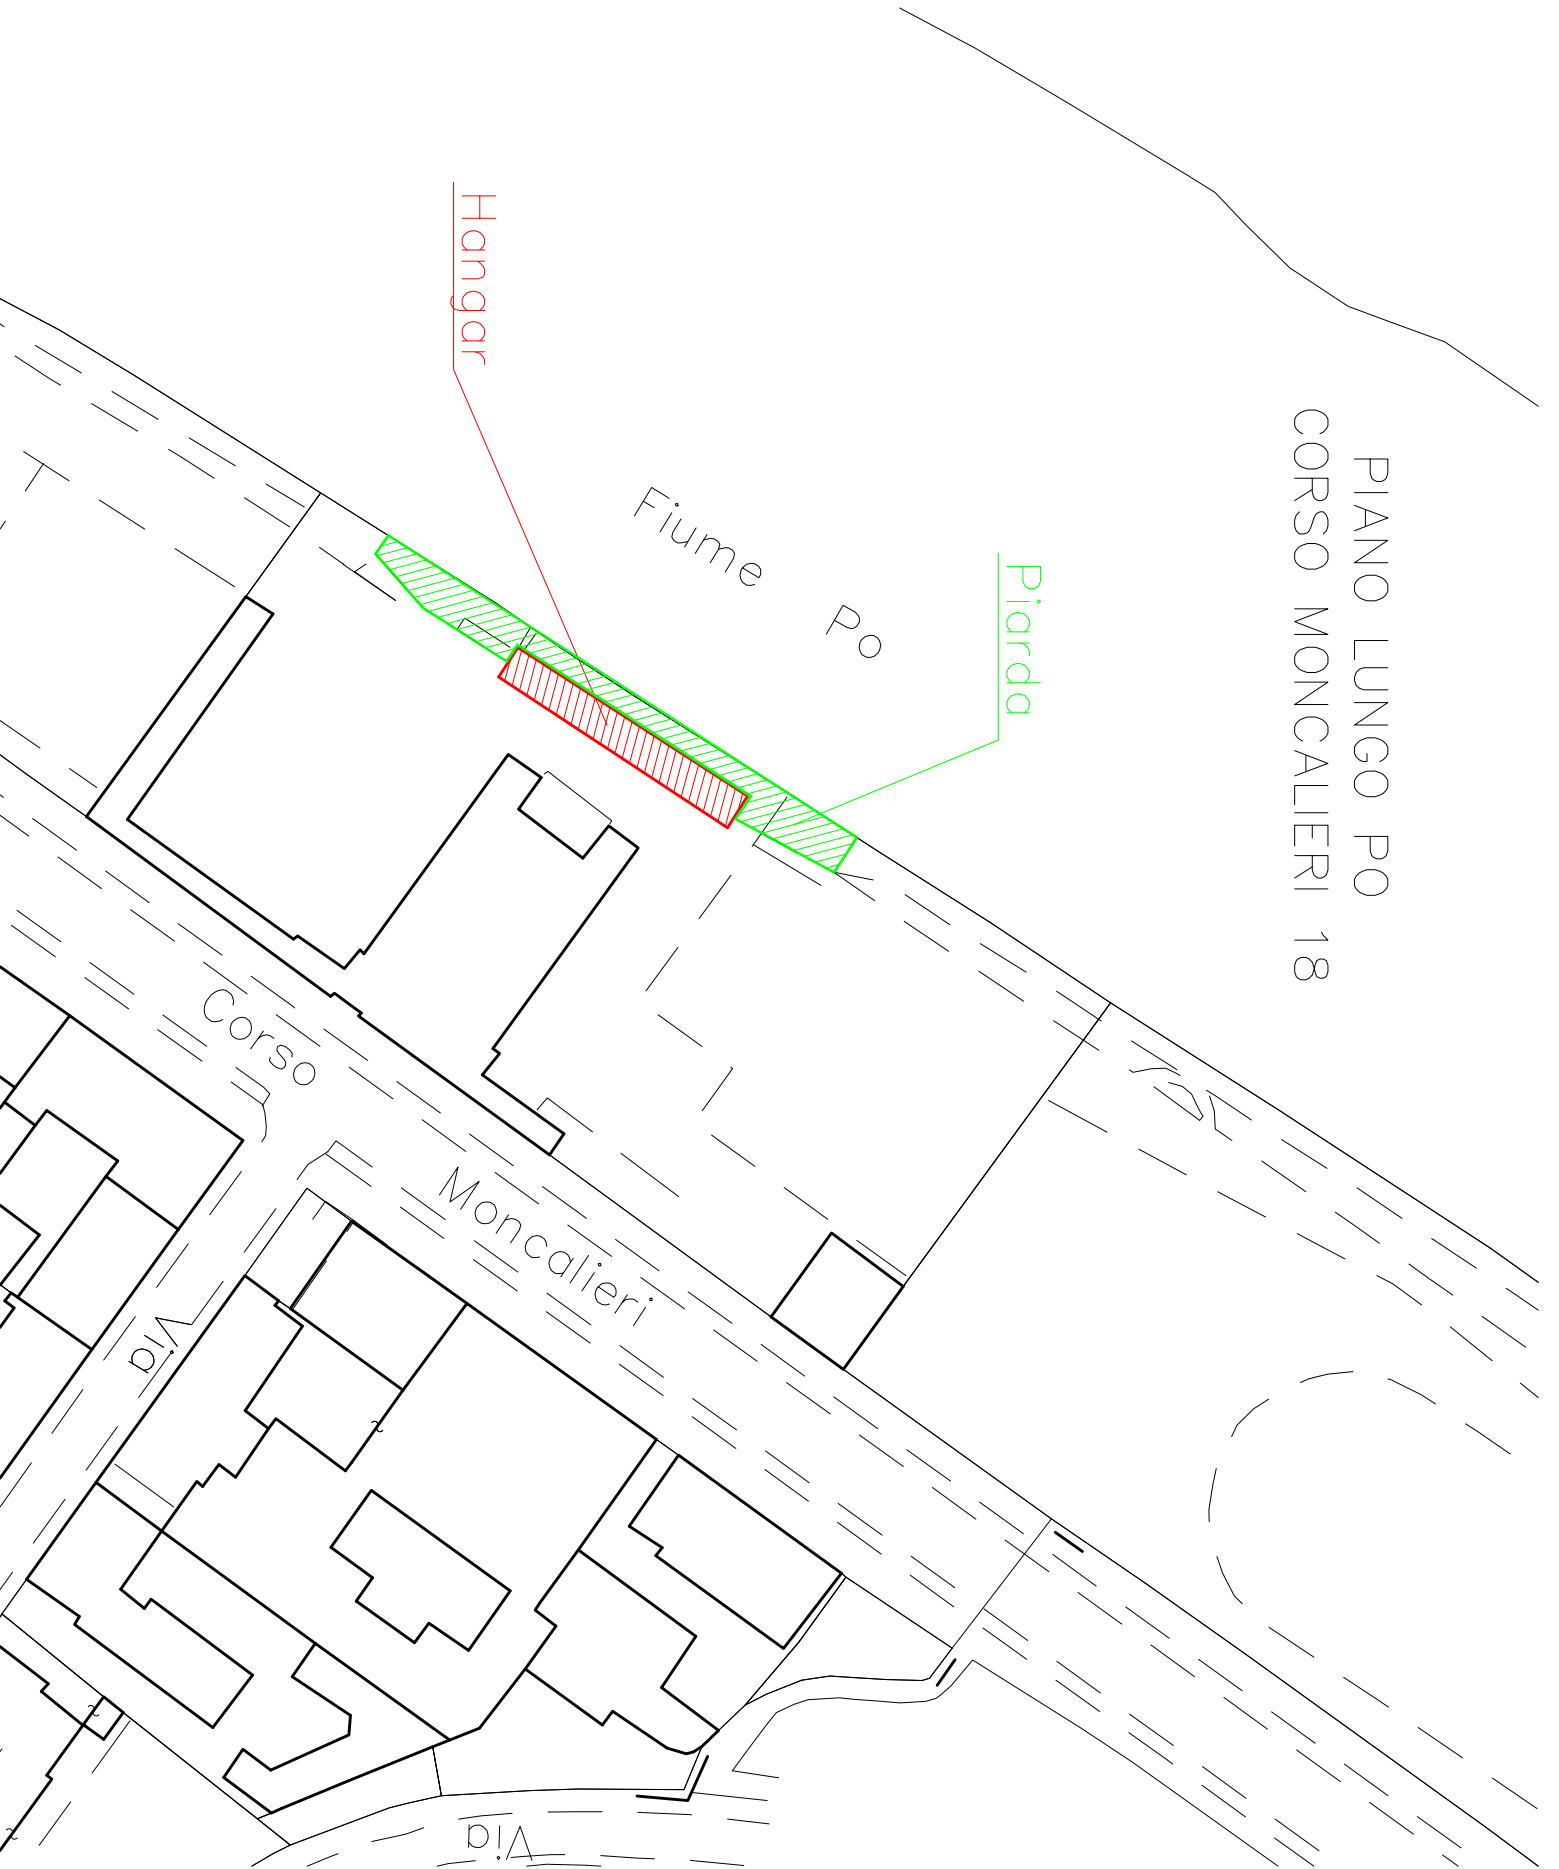 PIANO LUNGO PO
CORSO MONCALIERI 18
Piarda
Hangar
Fiume Po
Corso Moncalieri
Via
Via